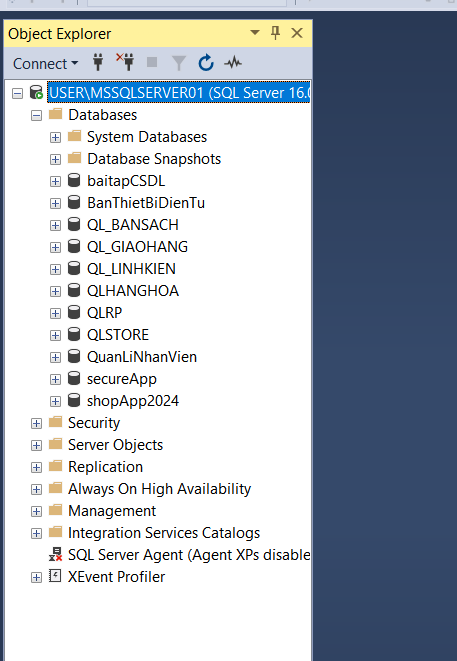 Object Explorer
Connect
USER\MSSQLSERVER01 (SQL Server 16.0
Databases
System Databases
Database Snapshots
baitapCSDL
BanThietBiDienTu
QL_BANSACH
QL_GIAOHANG
QL_LINHKIEN
QLHANGHOA
QLRP
QLSTORE
QuanLiNhanVien
secureApp
shopApp2024
Security
Server Objects
Replication
Always On High Availability
Management
Integration Services Catalogs
SQL Server Agent (Agent XPs disable
XEvent Profiler